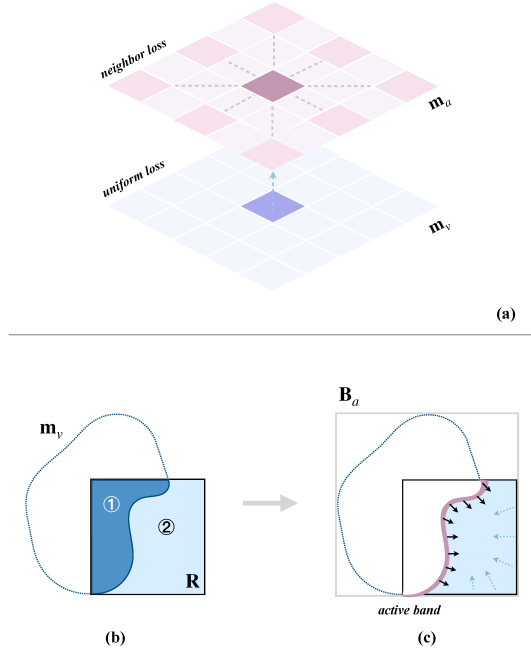 neighbor loss
m_a
uniform loss
m_v
(a)
m_v
①
②
R
(b)
B_a
active band
(c)